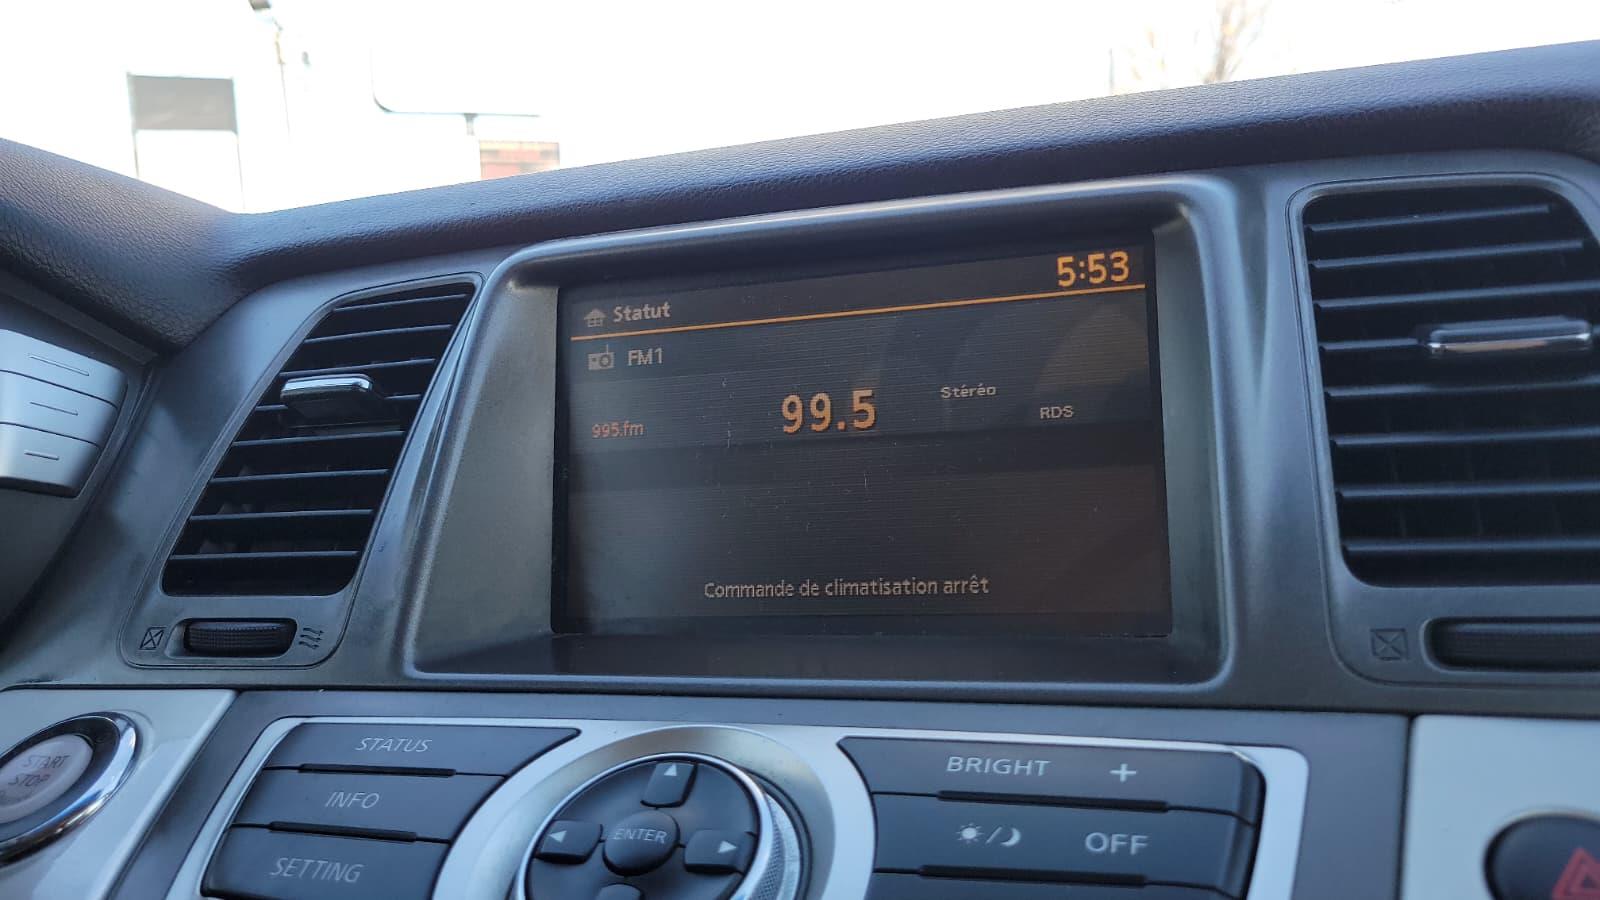 5:53
Statut
FM1
99.5
Stéréo
RDS
995.fm
Commande de climatisation arrêt
START
STOP
STATUS
INFO
SETTING
ENTER
BRIGHT +
OFF